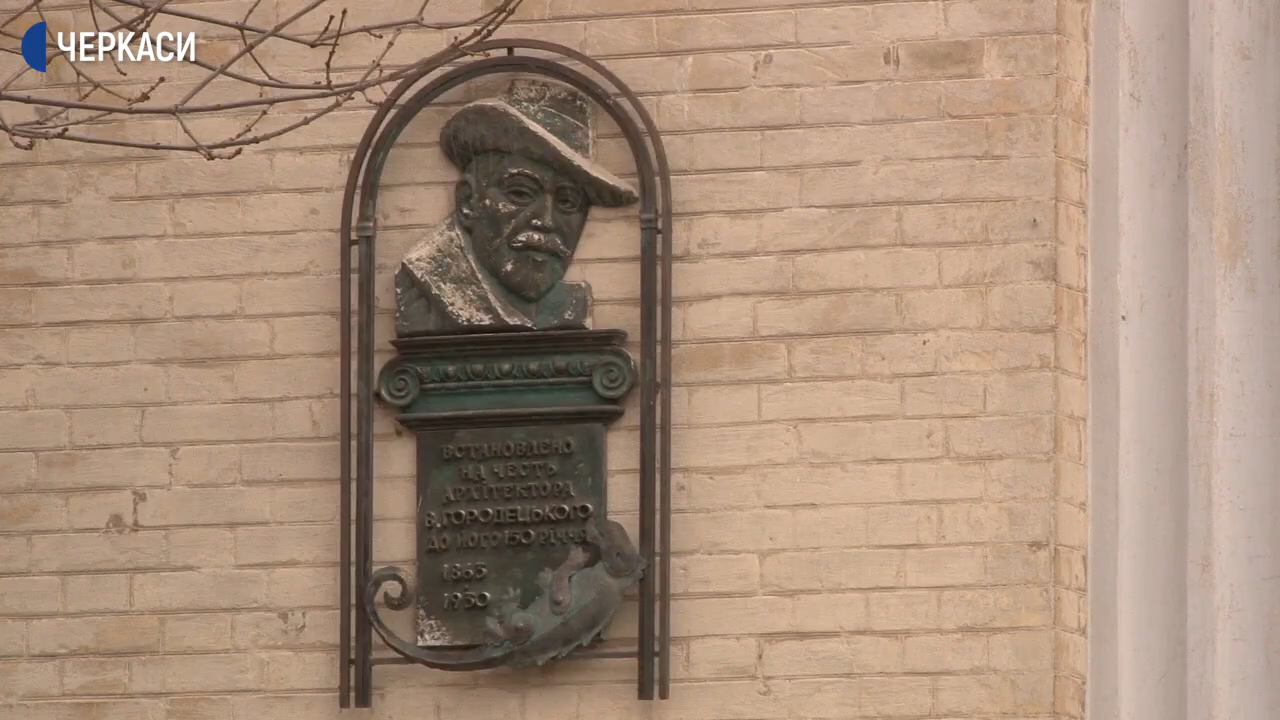 ЧЕРКАСИ
ВСТАНОВЛЕНО
НА ЧЕСТЬ
АРХІТЕКТОРА
В.ГОРОДЕЦЬКОГО
ДО ЙОГО 150 РІЧЧЯ
1863
1930